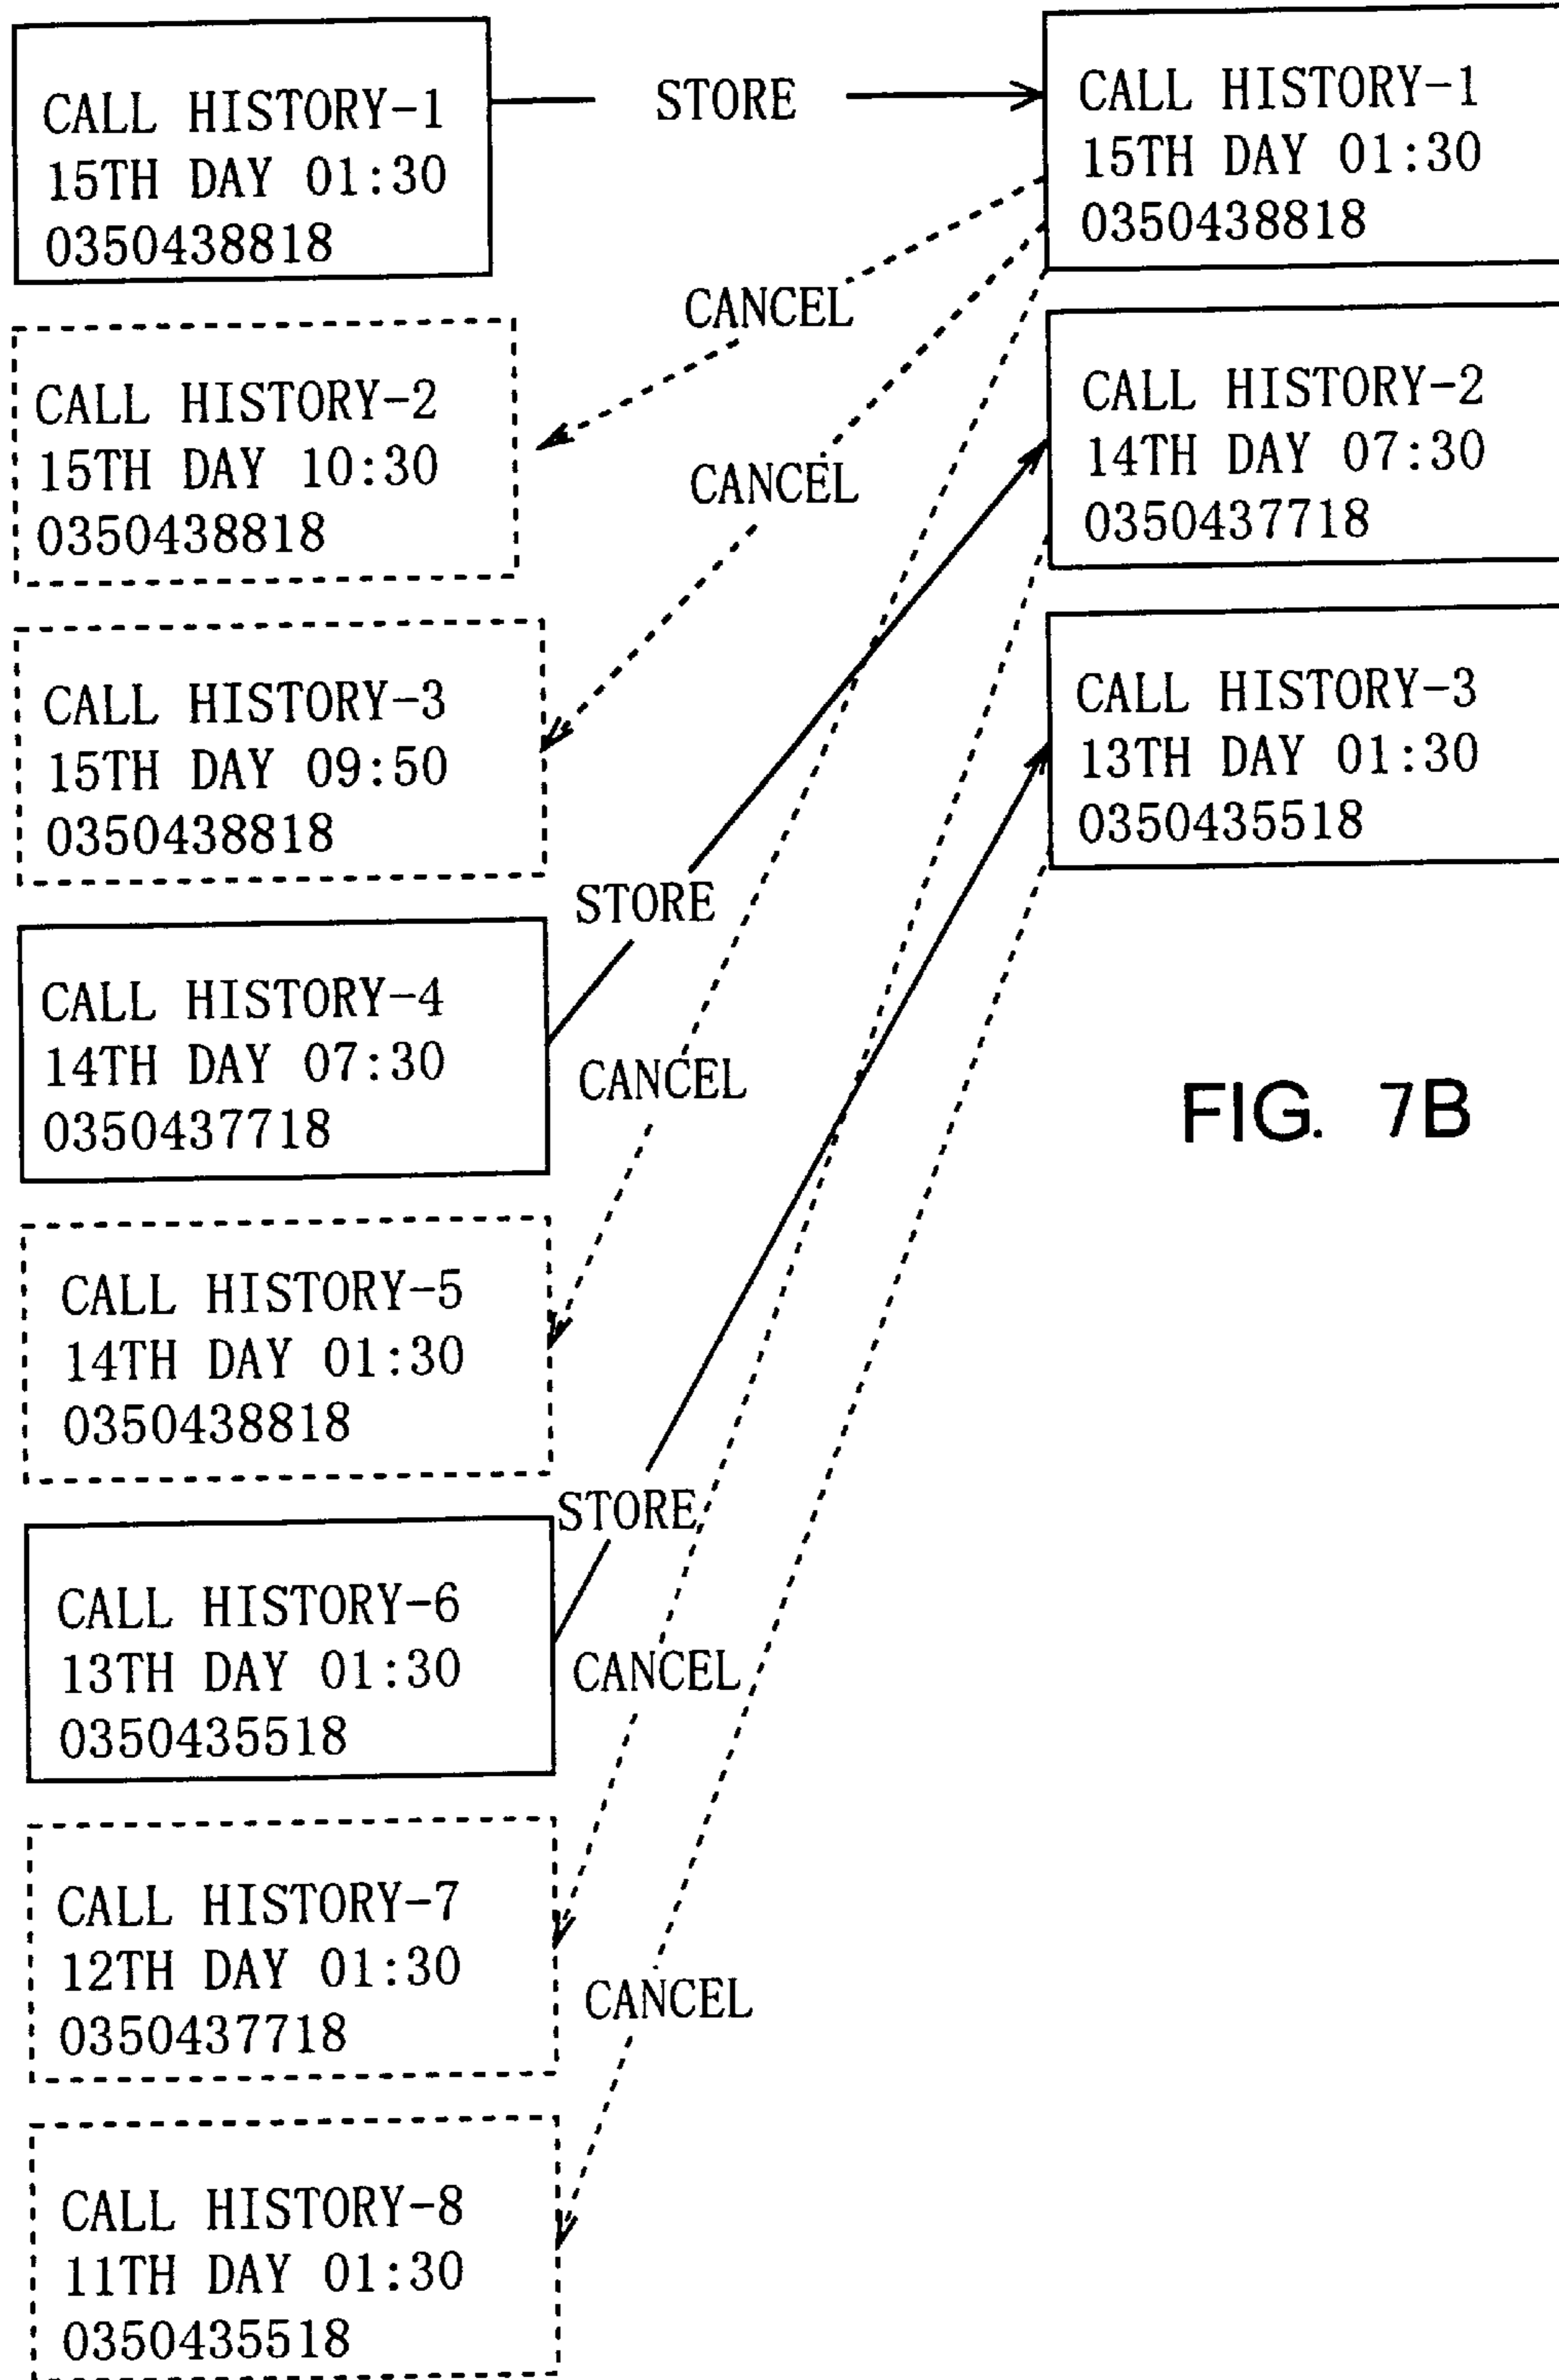 CALL HISTORY-1
15TH DAY 01:30
0350438818
STORE
CALL HISTORY-1
15TH DAY 01:30
0350438818
CANCEL
CALL HISTORY-2
15TH DAY 10:30
0350438818
CANCEL
CALL HISTORY-2
14TH DAY 07:30
0350437718
CALL HISTORY-3
15TH DAY 09:50
0350438818
CALL HISTORY-3
13TH DAY 01:30
0350435518
STORE
CALL HISTORY-4
14TH DAY 07:30
0350437718
CANCEL
FIG. 7B
CALL HISTORY-5
14TH DAY 01:30
0350438818
STORE
CALL HISTORY-6
13TH DAY 01:30
0350435518
CANCEL
CALL HISTORY-7
12TH DAY 01:30
0350437718
CANCEL
CALL HISTORY-8
11TH DAY 01:30
0350435518